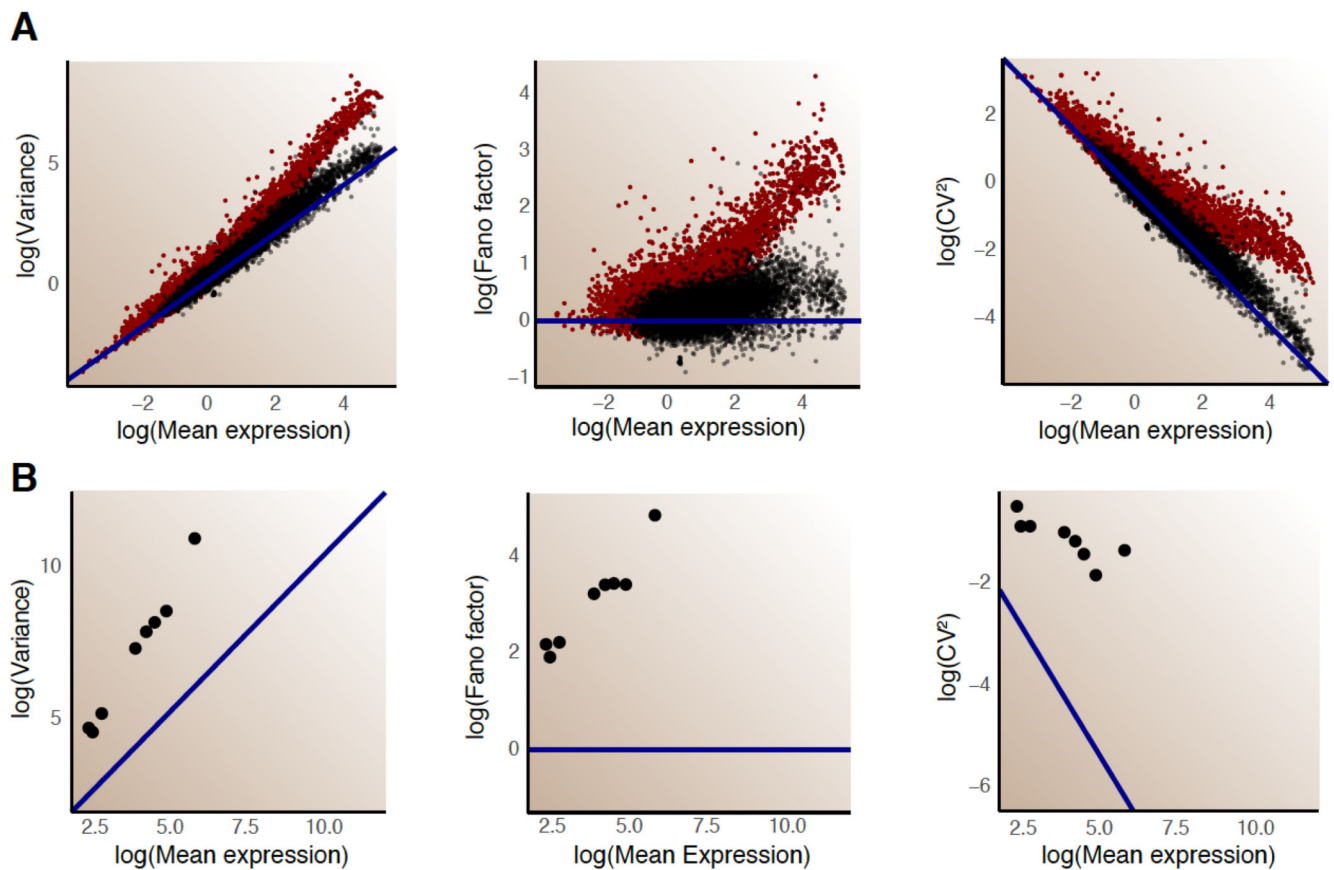 A
log(Variance)
5
0
−2 0 2 4
log(Mean expression)
log(Fano factor)
4
3
2
1
0
−1
−2 0 2 4
log(Mean expression)
log(CV²)
2
0
−2
−4
−2 0 2 4
log(Mean expression)
B
log(Variance)
10
5
2.5 5.0 7.5 10.0
log(Mean expression)
log(Fano factor)
4
2
0
2.5 5.0 7.5 10.0
log(Mean Expression)
log(CV²)
−2
−4
−6
2.5 5.0 7.5 10.0
log(Mean expression)